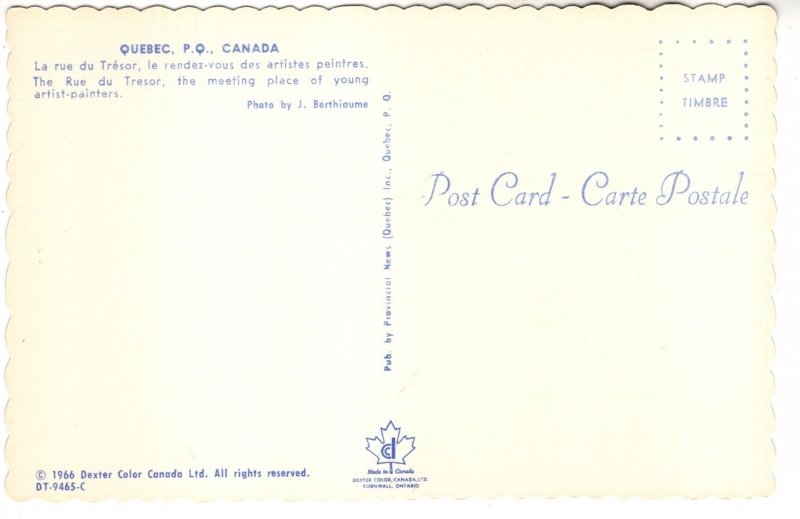 QUEBEC, P.Q., CANADA
La rue du Trésor, le rendez-vous des artistes peintres.
The Rue du Tresor, the meeting place of young
artist-painters.
Photo by J. Berthiaume
Pub. by Provincial News (Quebec) Inc., Quebec, P. Q.
STAMP
TIMBRE
Post Card - Carte Postale
© 1966 Dexter Color Canada Ltd. All rights reserved.
DT-9465-C
Made in Canada
DEXTER COLOR, CANADA, LTD.
CORNWALL, ONTARIO